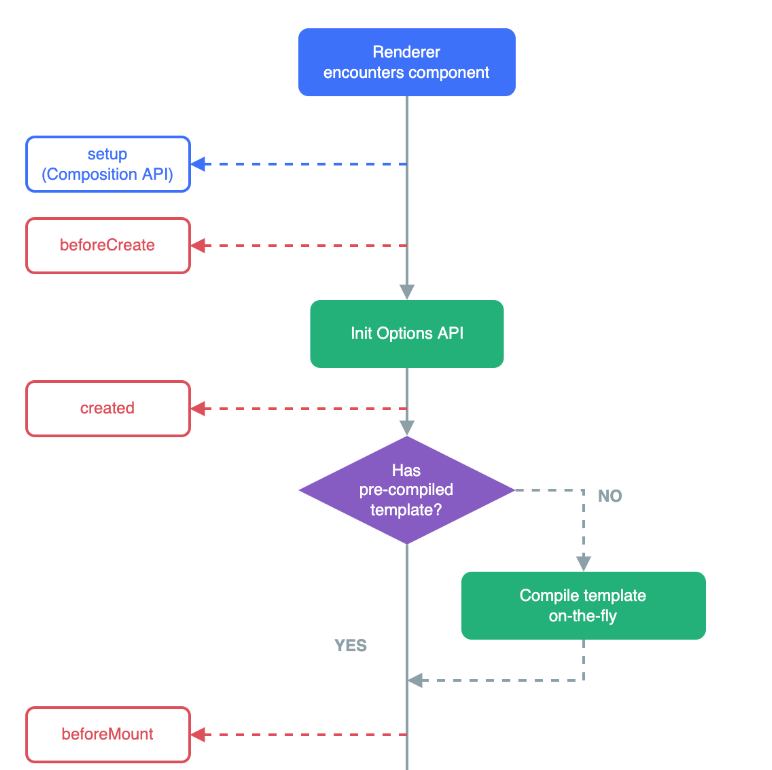 Renderer
encounters component
setup
(Composition API)
beforeCreate
Init Options API
created
Has
pre-compiled
template?
NO
Compile template
on-the-fly
YES
beforeMount